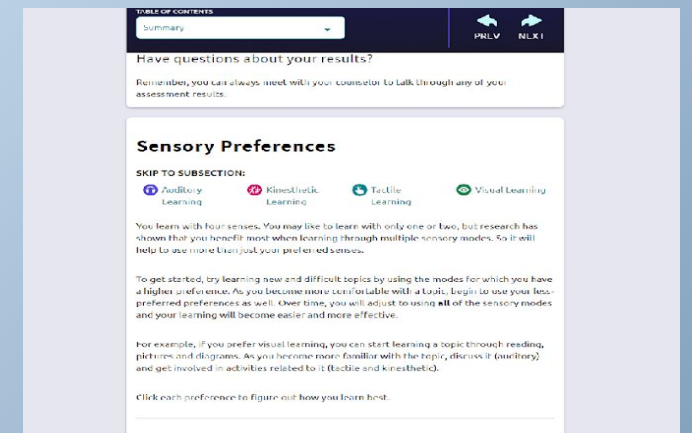 TABLE OF CONTENTS
Summary
PREV NEXT
Have questions about your results?
Remember, you can always meet with your counselor to talk through any of your
assessment results.
Sensory Preferences
SKIP TO SUBSECTION:
Auditory Learning
Kinesthetic Learning
Tactile Learning
Visual Learning
You learn with four senses. You may like to learn with only one or two, but research has
shown that you benefit most when learning through multiple sensory modes. So it will
help to use more than just your preferred senses.
To get started, try learning new and difficult topics by using the modes for which you have
a higher preference. As you become more comfortable with a topic, begin to use your less-
preferred preferences as well. Over time, you will adjust to using all of the sensory modes
and your learning will become easier and more effective.
For example, if you prefer visual learning, you can start learning a topic through reading,
pictures and diagrams. As you become more familiar with the topic, discuss it (auditory)
and get involved in activities related to it (tactile and kinesthetic).
Click each preference to figure out how you learn best.